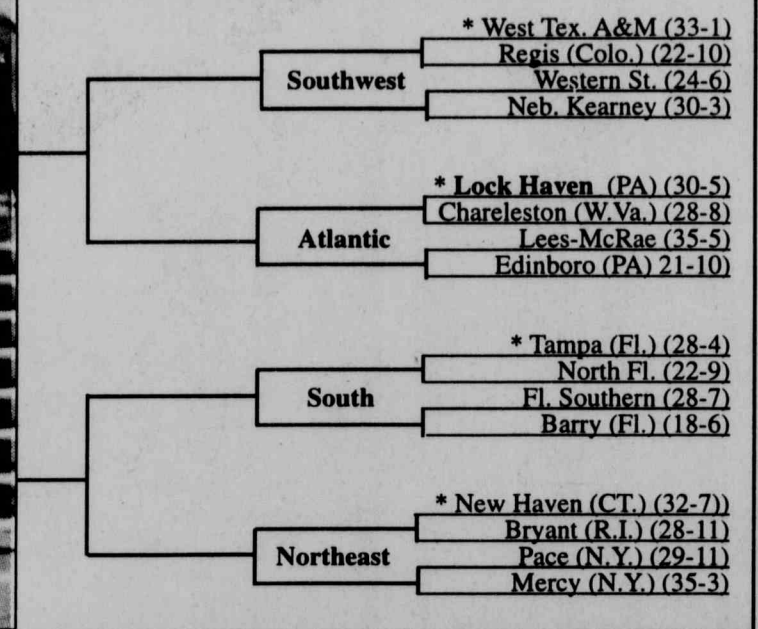 * West Tex. A&M (33-1)
Regis (Colo.) (22-10)
Southwest
Western St. (24-6)
Neb. Kearney (30-3)
* Lock Haven (PA) (30-5)
Chareleston (W.Va.) (28-8)
Atlantic
Lees-McRae (35-5)
Edinboro (PA) 21-10)
* Tampa (Fl.) (28-4)
North Fl. (22-9)
South
Fl. Southern (28-7)
Barry (Fl.) (18-6)
* New Haven (CT.) (32-7))
Bryant (R.I.) (28-11)
Northeast
Pace (N.Y.) (29-11)
Mercy (N.Y.) (35-3)